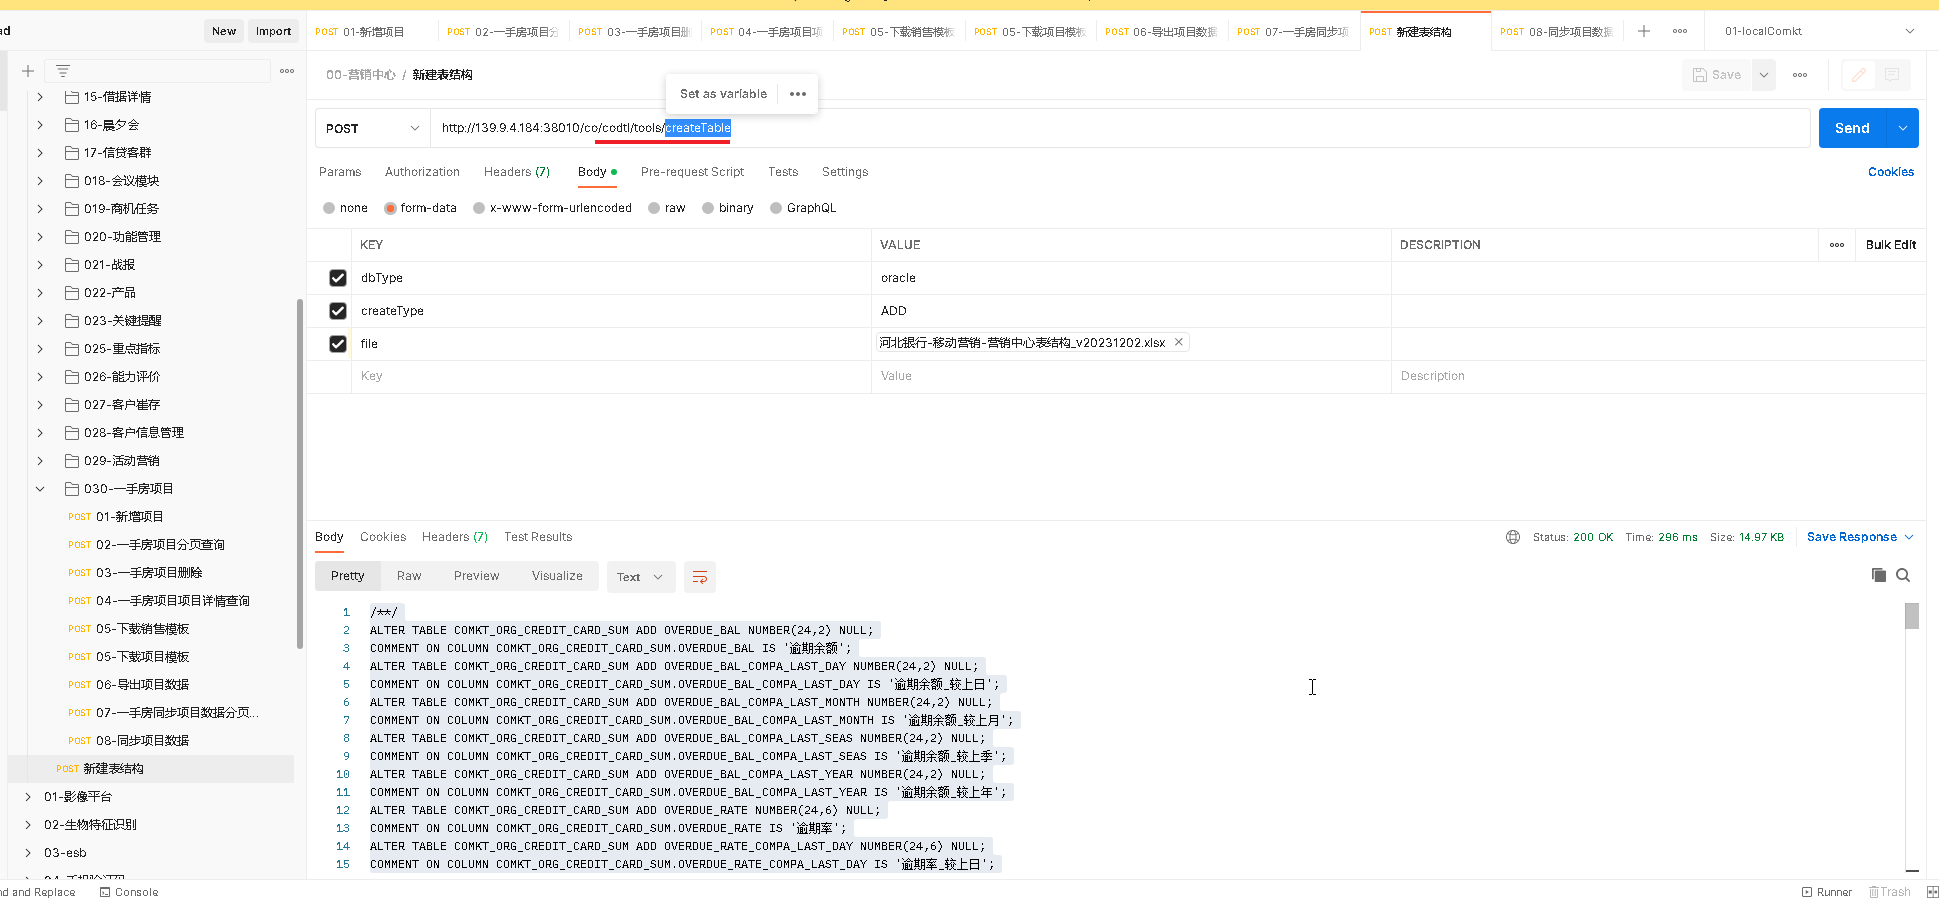 New
Import
POST 01-新增项目
POST 02-一手房项目分
POST 03-一手房项目删
POST 04-一手房项目项
POST 05-下载销售模板
POST 05-下载项目模板
POST 06-导出项目数据
POST 07-一手房同步项
POST 新建表结构
POST 08-同步项目数据
01-localComkt
00-营销中心 / 新建表结构
Set as variable
Save
POST
http://139.9.4.184:38010/co/codtl/tools/createTable
Send
Params
Authorization
Headers (7)
Body
Pre-request Script
Tests
Settings
Cookies
none
form-data
x-www-form-urlencoded
raw
binary
GraphQL
KEY
VALUE
DESCRIPTION
Bulk Edit
dbType
oracle
createType
ADD
file
河北银行-移动营销-营销中心表结构_v20231202.xlsx
Key
Value
Description
15-借据详情
16-晨夕会
17-信贷客群
018-会议模块
019-商机任务
020-功能管理
021-战报
022-产品
023-关键提醒
025-重点指标
026-能力评价
027-客户崔存
028-客户信息管理
029-活动营销
030-一手房项目
POST 01-新增项目
POST 02-一手房项目分页查询
POST 03-一手房项目删除
POST 04-一手房项目项目详情查询
POST 05-下载销售模板
POST 05-下载项目模板
POST 06-导出项目数据
POST 07-一手房同步项目数据分页...
POST 08-同步项目数据
POST 新建表结构
01-影像平台
02-生物特征识别
03-esb
Body
Cookies
Headers (7)
Test Results
Status: 200 OK
Time: 296 ms
Size: 14.97 KB
Save Response
Pretty
Raw
Preview
Visualize
Text
1 /**/
2 ALTER TABLE COMKT_ORG_CREDIT_CARD_SUM ADD OVERDUE_BAL NUMBER(24,2) NULL;
3 COMMENT ON COLUMN COMKT_ORG_CREDIT_CARD_SUM.OVERDUE_BAL IS '逾期余额';
4 ALTER TABLE COMKT_ORG_CREDIT_CARD_SUM ADD OVERDUE_BAL_COMPA_LAST_DAY NUMBER(24,2) NULL;
5 COMMENT ON COLUMN COMKT_ORG_CREDIT_CARD_SUM.OVERDUE_BAL_COMPA_LAST_DAY IS '逾期余额_较上日';
6 ALTER TABLE COMKT_ORG_CREDIT_CARD_SUM ADD OVERDUE_BAL_COMPA_LAST_MONTH NUMBER(24,2) NULL;
7 COMMENT ON COLUMN COMKT_ORG_CREDIT_CARD_SUM.OVERDUE_BAL_COMPA_LAST_MONTH IS '逾期余额_较上月';
8 ALTER TABLE COMKT_ORG_CREDIT_CARD_SUM ADD OVERDUE_BAL_COMPA_LAST_SEAS NUMBER(24,2) NULL;
9 COMMENT ON COLUMN COMKT_ORG_CREDIT_CARD_SUM.OVERDUE_BAL_COMPA_LAST_SEAS IS '逾期余额_较上季';
10 ALTER TABLE COMKT_ORG_CREDIT_CARD_SUM ADD OVERDUE_BAL_COMPA_LAST_YEAR NUMBER(24,2) NULL;
11 COMMENT ON COLUMN COMKT_ORG_CREDIT_CARD_SUM.OVERDUE_BAL_COMPA_LAST_YEAR IS '逾期余额_较上年';
12 ALTER TABLE COMKT_ORG_CREDIT_CARD_SUM ADD OVERDUE_RATE NUMBER(24,6) NULL;
13 COMMENT ON COLUMN COMKT_ORG_CREDIT_CARD_SUM.OVERDUE_RATE IS '逾期率';
14 ALTER TABLE COMKT_ORG_CREDIT_CARD_SUM ADD OVERDUE_RATE_COMPA_LAST_DAY NUMBER(24,6) NULL;
15 COMMENT ON COLUMN COMKT_ORG_CREDIT_CARD_SUM.OVERDUE_RATE_COMPA_LAST_DAY IS '逾期率_较上日';
nd and Replace
Console
Runner
Trash